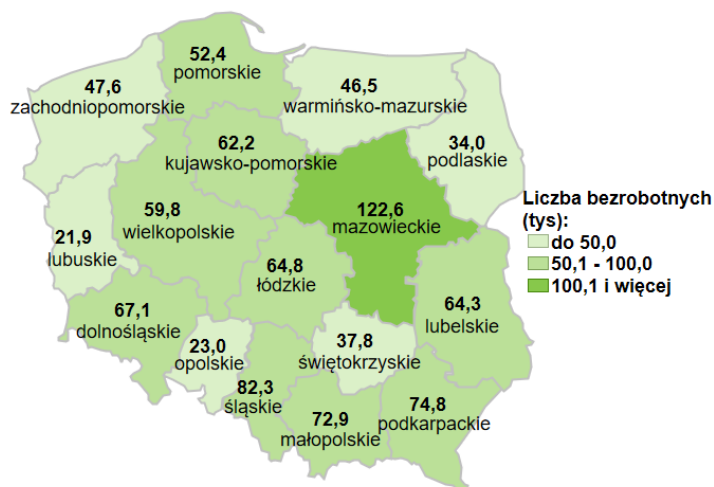 52,4
pomorskie
47,6
zachodniopomorskie
46,5
warmińsko-mazurskie
34,0
podlaskie
62,2
kujawsko-pomorskie
122,6
mazowieckie
59,8
wielkopolskie
21,9
lubuskie
64,8
łódzkie
67,1
dolnośląskie
64,3
lubelskie
23,0
opolskie
37,8
świętokrzyskie
82,3
śląskie
72,9
małopolskie
74,8
podkarpackie
Liczba bezrobotnych
(tys):
do 50,0
50,1 - 100,0
100,1 i więcej